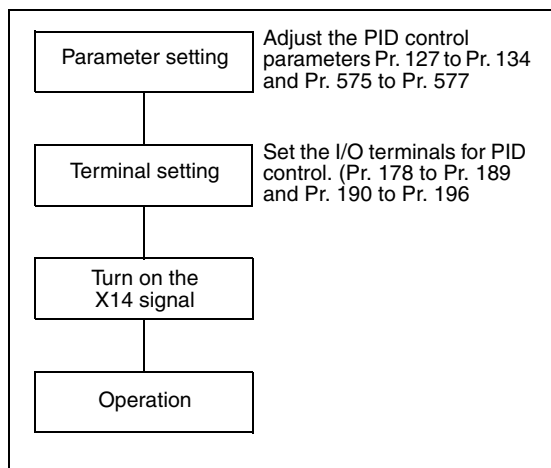 Parameter setting
Adjust the PID control
parameters Pr. 127 to Pr. 134
and Pr. 575 to Pr. 577
Terminal setting
Set the I/O terminals for PID
control. (Pr. 178 to Pr. 189
and Pr. 190 to Pr. 196
Turn on the
X14 signal
Operation